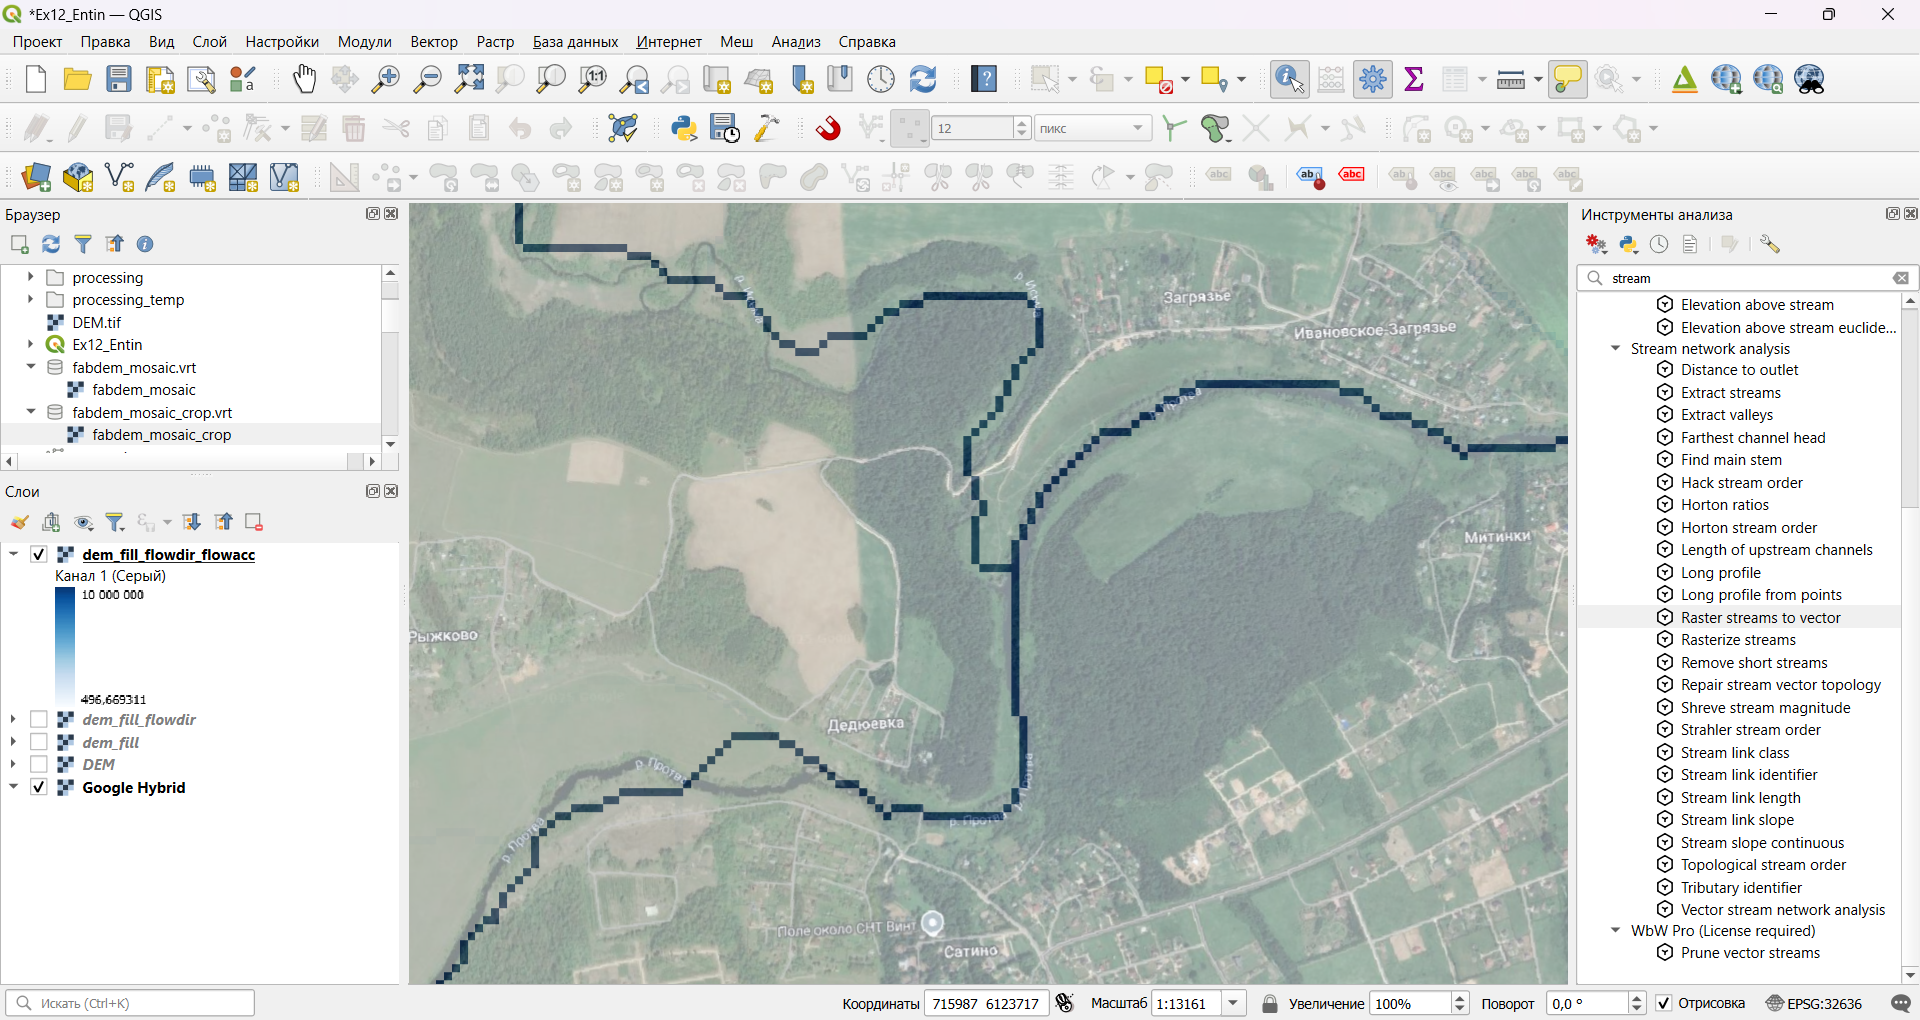 *Ex12_Entin — QGIS
Проект Правка Вид Слой Настройки Модули Вектор Растр База данных Интернет Меш Анализ Справка
12 пикс
Браузер
processing
processing_temp
DEM.tif
Ex12_Entin
fabdem_mosaic.vrt
fabdem_mosaic
fabdem_mosaic_crop.vrt
fabdem_mosaic_crop
Слои
dem_fill_flowdir_flowacc
Канал 1 (Серый)
10 000 000
496,669311
dem_fill_flowdir
dem_fill
DEM
Google Hybrid
р. Исьма
р. Исьма
Загрязье
Ивановское-Загрязье
р. Протва
Митинки
Рыжково
Дедюевка
р. Протва
р. Протва
р. Протва
р. Протва
Поле около СНТ Винт
Сатино
Инструменты анализа
stream
Elevation above stream
Elevation above stream euclide...
Stream network analysis
Distance to outlet
Extract streams
Extract valleys
Farthest channel head
Find main stem
Hack stream order
Horton ratios
Horton stream order
Length of upstream channels
Long profile
Long profile from points
Raster streams to vector
Rasterize streams
Remove short streams
Repair stream vector topology
Shreve stream magnitude
Strahler stream order
Stream link class
Stream link identifier
Stream link length
Stream link slope
Stream slope continuous
Topological stream order
Tributary identifier
Vector stream network analysis
WbW Pro (License required)
Prune vector streams
Искать (Ctrl+K) Координаты 715987 6123717 Масштаб 1:13161 Увеличение 100% Поворот 0,0 ° Отрисовка EPSG:32636